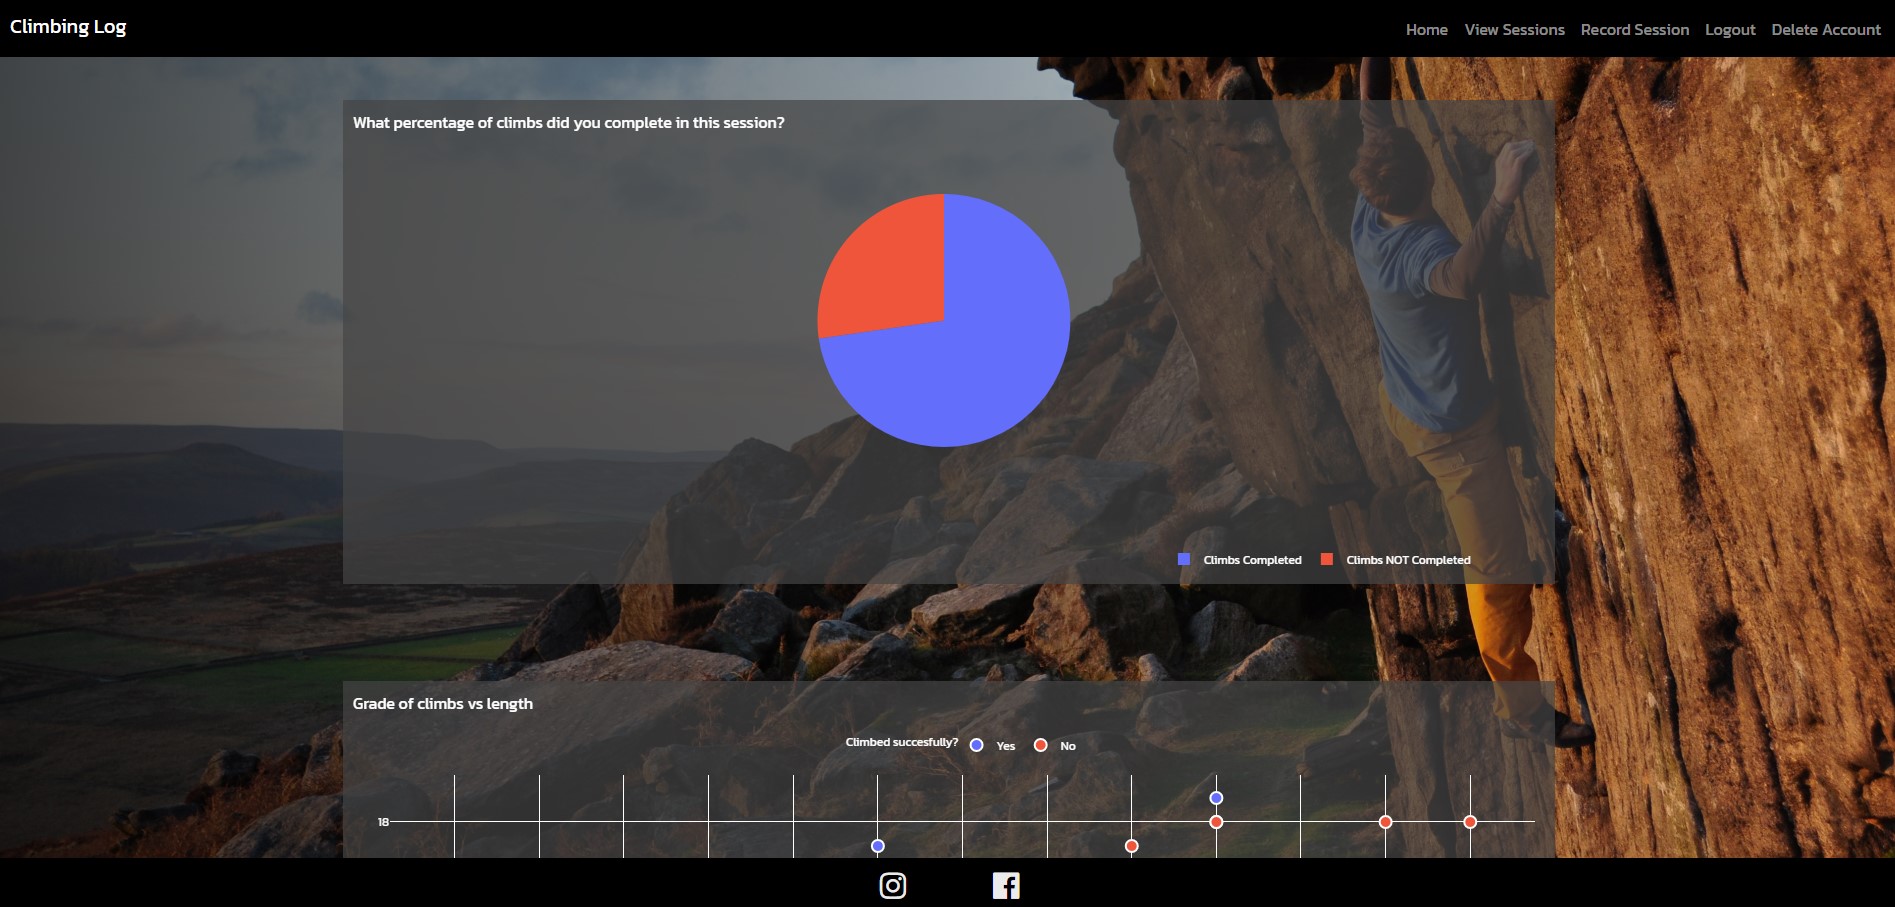 Climbing Log
Home View Sessions Record Session Logout Delete Account
What percentage of climbs did you complete in this session?
Climbs Completed Climbs NOT Completed
Grade of climbs vs length
Climbed succesfully? Yes No
18